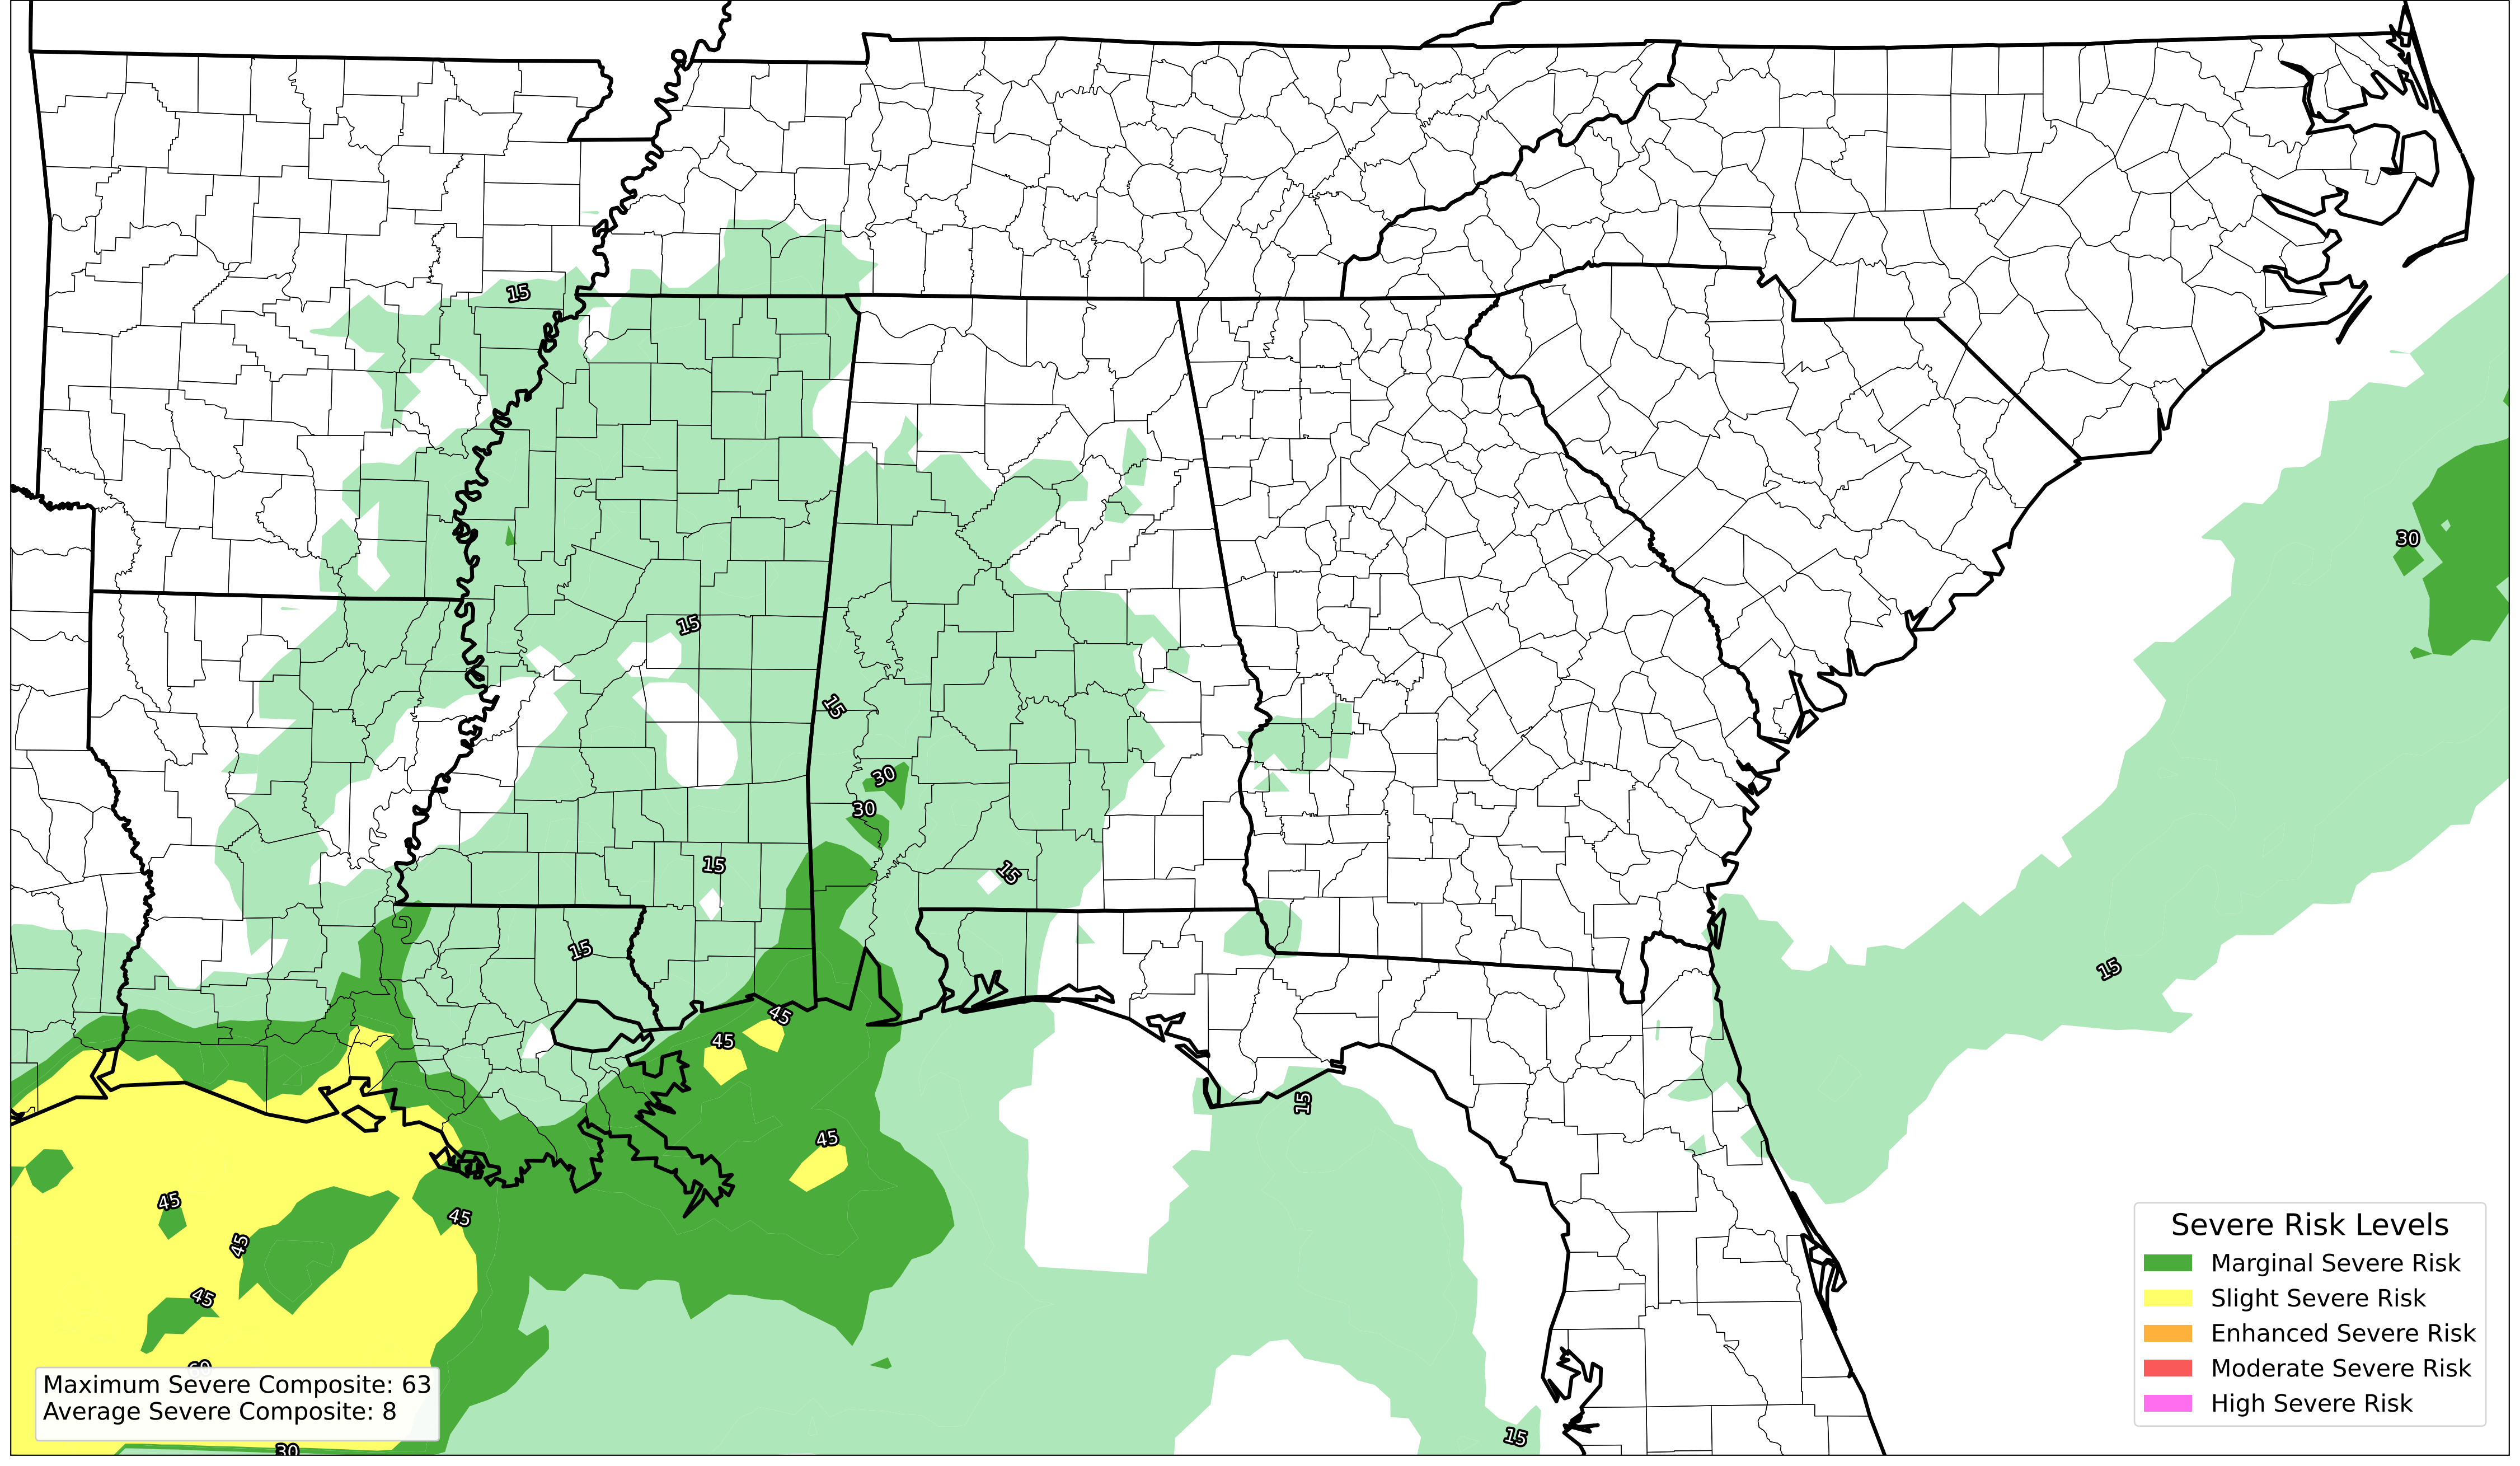 15
15
15
30
30
15
15
15
30
15
45
45
15
45
45
45
45
45
60
30
15
Maximum Severe Composite: 63
Average Severe Composite: 8
Severe Risk Levels
Marginal Severe Risk
Slight Severe Risk
Enhanced Severe Risk
Moderate Severe Risk
High Severe Risk